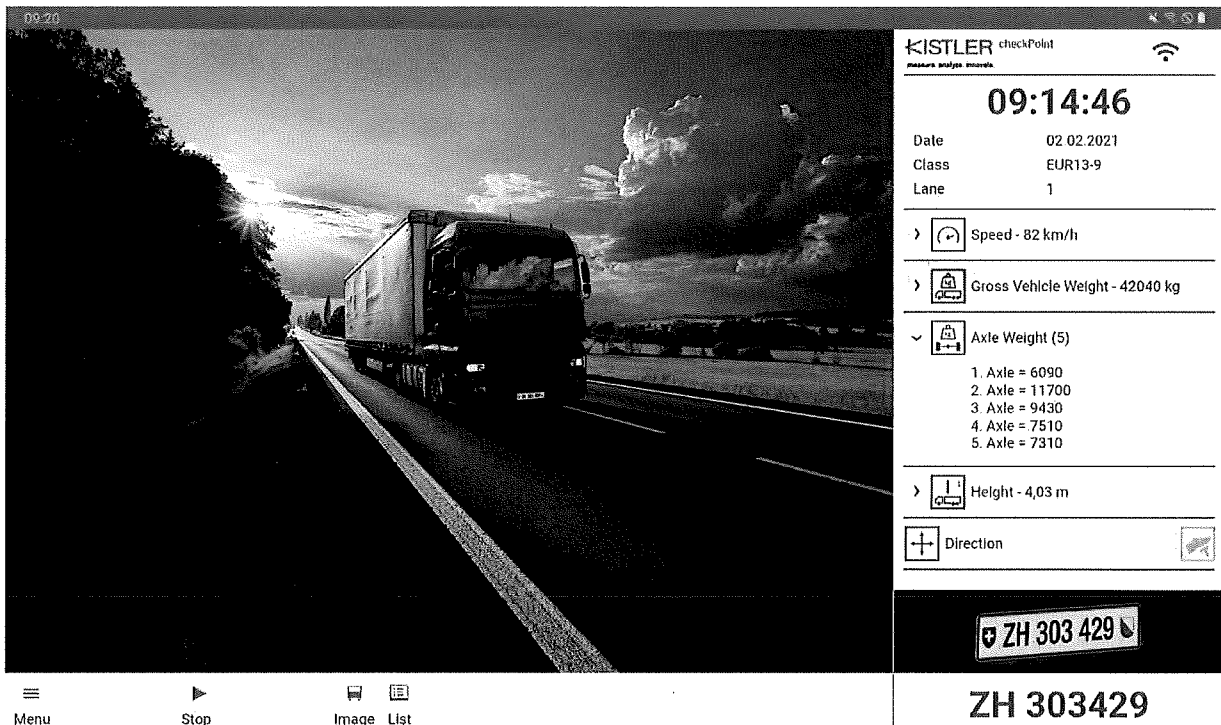 09:20
KISTLER checkPoint
measure. analyze. innovate.
09:14:46
Date 02 02.2021
Class EUR13-9
Lane 1
Speed - 82 km/h
Gross Vehicle Weight - 42040 kg
Axle Weight (5)
1. Axle = 6090
2. Axle = 11700
3. Axle = 9430
4. Axle = 7510
5. Axle = 7310
Height - 4,03 m
Direction
ZH 303 429
Menu Stop Image List
ZH 303429